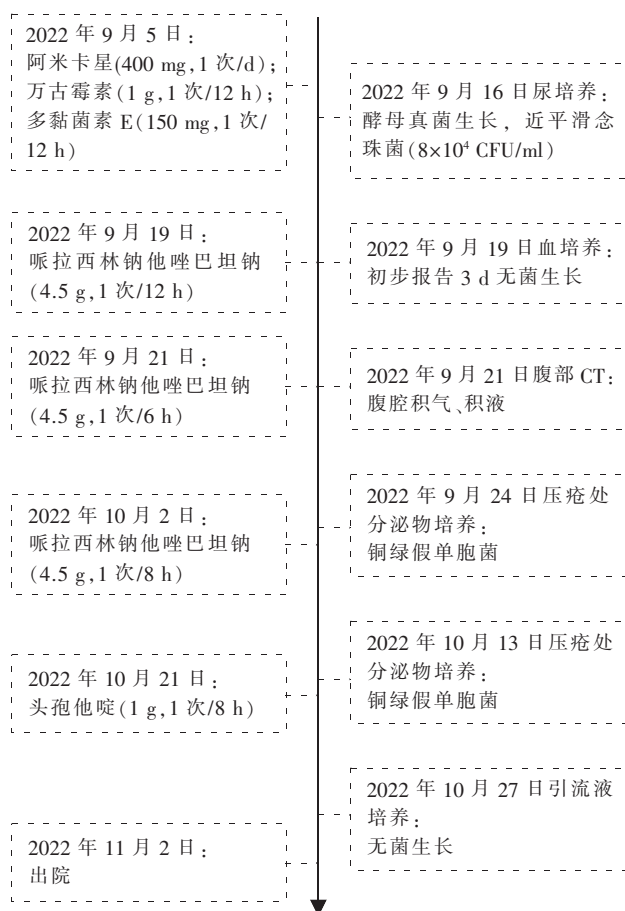 2022 年 9 月 5 日：
阿米卡星(400 mg,1 次/d)；
万古霉素(1 g,1 次/12 h)；
多黏菌素 E(150 mg,1 次/
12 h)
2022 年 9 月 16 日尿培养：
酵母真菌生长，近平滑念
珠菌(8×10⁴ CFU/ml)
2022 年 9 月 19 日：
哌拉西林钠他唑巴坦钠
(4.5 g,1 次/12 h)
2022 年 9 月 19 日血培养：
初步报告 3 d 无菌生长
2022 年 9 月 21 日：
哌拉西林钠他唑巴坦钠
(4.5 g,1 次/6 h)
2022 年 9 月 21 日腹部 CT：
腹腔积气、积液
2022 年 9 月 24 日压疮处
分泌物培养：
铜绿假单胞菌
2022 年 10 月 2 日：
哌拉西林钠他唑巴坦钠
(4.5 g,1 次/8 h)
2022 年 10 月 13 日压疮处
分泌物培养：
铜绿假单胞菌
2022 年 10 月 21 日：
头孢他啶(1 g,1 次/8 h)
2022 年 10 月 27 日引流液
培养：
无菌生长
2022 年 11 月 2 日：
出院